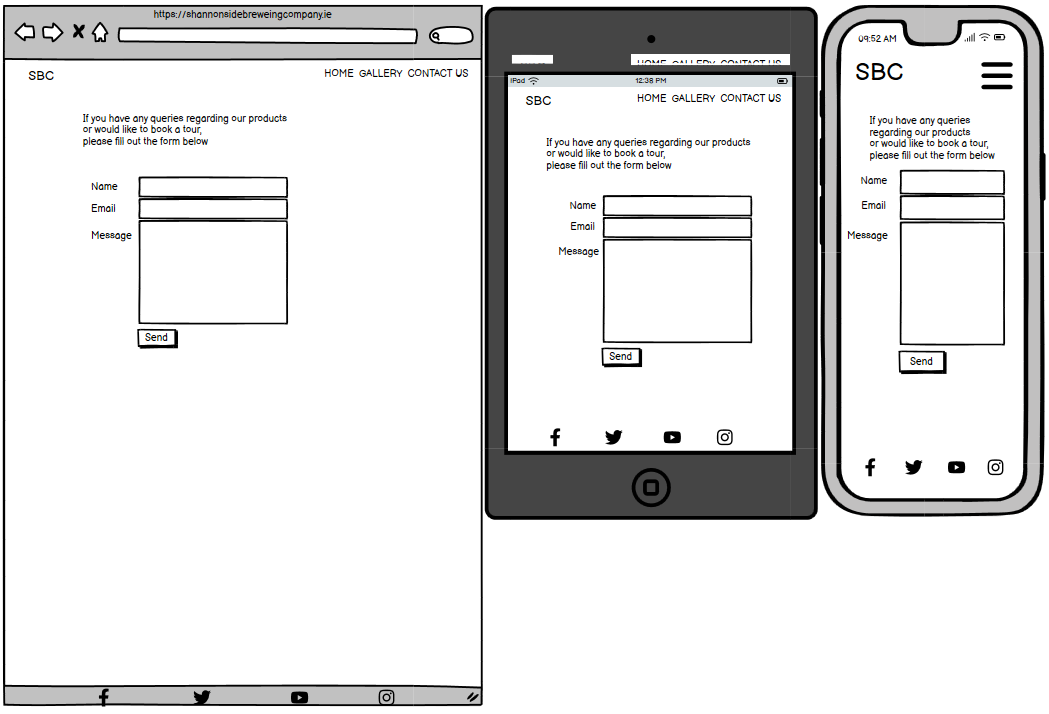 https://shannonsidebreweingcompany.ie
SBC
HOME GALLERY CONTACT US
If you have any queries regarding our products
or would like to book a tour,
please fill out the form below
Name
Email
Message
Send
HOME GALLERY CONTACT US
iPad
12:38 PM
SBC
HOME GALLERY CONTACT US
If you have any queries regarding our products
or would like to book a tour,
please fill out the form below
Name
Email
Message
Send
09:52 AM
SBC
If you have any queries
regarding our products
or would like to book a tour,
please fill out the form below
Name
Email
Message
Send